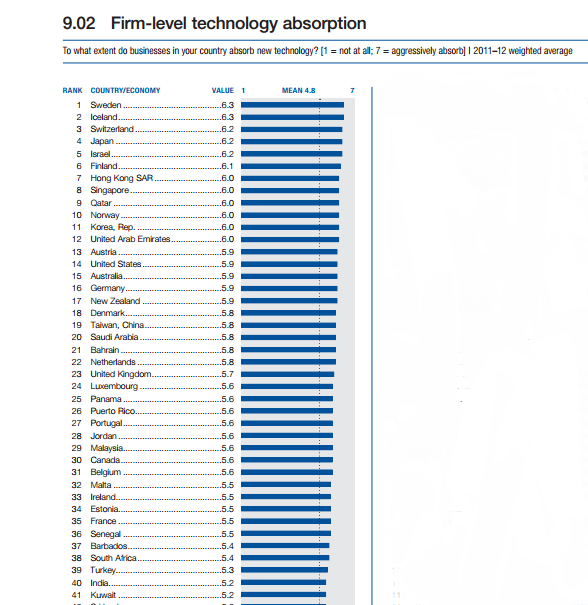 9.02 Firm-level technology absorption
To what extent do businesses in your country absorb new technology? [1 = not at all; 7 = aggressively absorb] | 2011–12 weighted average
RANK COUNTRY/ECONOMY VALUE 1 MEAN 4.8 7
1 Sweden 6.3
2 Iceland 6.3
3 Switzerland 6.2
4 Japan 6.2
5 Israel 6.2
6 Finland 6.1
7 Hong Kong SAR 6.0
8 Singapore 6.0
9 Qatar 6.0
10 Norway 6.0
11 Korea, Rep. 6.0
12 United Arab Emirates 6.0
13 Austria 5.9
14 United States 5.9
15 Australia 5.9
16 Germany 5.9
17 New Zealand 5.9
18 Denmark 5.8
19 Taiwan, China 5.8
20 Saudi Arabia 5.8
21 Bahrain 5.8
22 Netherlands 5.8
23 United Kingdom 5.7
24 Luxembourg 5.6
25 Panama 5.6
26 Puerto Rico 5.6
27 Portugal 5.6
28 Jordan 5.6
29 Malaysia 5.6
30 Canada 5.6
31 Belgium 5.6
32 Malta 5.5
33 Ireland 5.5
34 Estonia 5.5
35 France 5.5
36 Senegal 5.5
37 Barbados 5.4
38 South Africa 5.4
39 Turkey 5.3
40 India 5.2
41 Kuwait 5.2